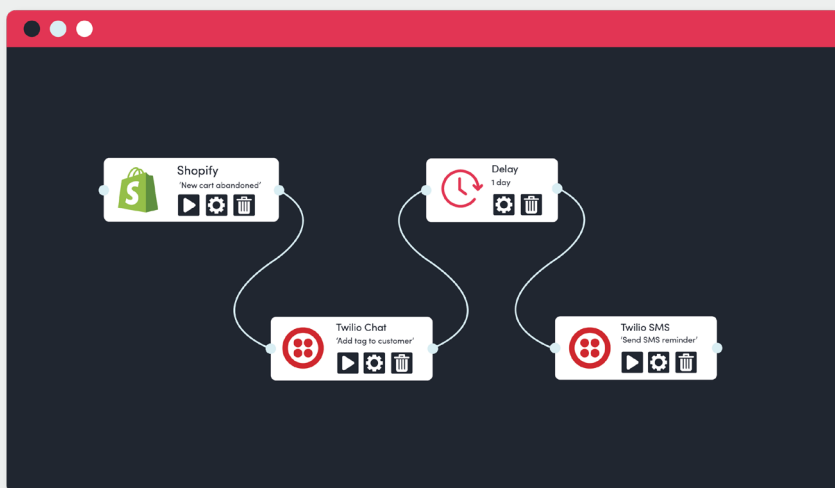 Shopify
'New cart abandoned'
Twilio Chat
'Add tag to customer'
Delay
1 day
Twilio SMS
'Send SMS reminder'